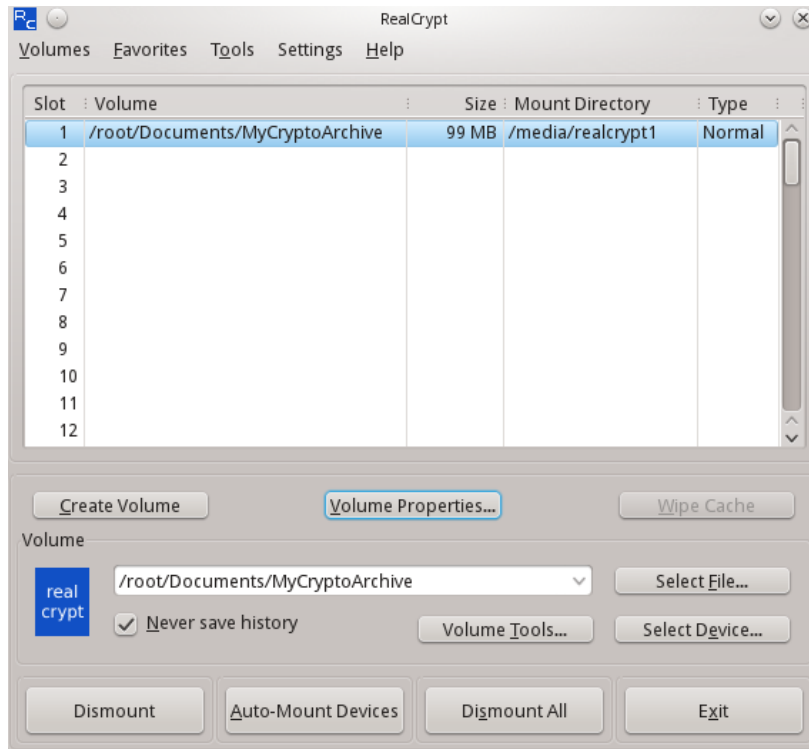 Rc RealCrypt
Volumes Favorites Tools Settings Help
Slot Volume Size Mount Directory Type
1 /root/Documents/MyCryptoArchive 99 MB /media/realcrypt1 Normal
2
3
4
5
6
7
8
9
10
11
12
Create Volume Volume Properties... Wipe Cache
Volume
real
crypt
/root/Documents/MyCryptoArchive Select File...
Never save history Volume Tools... Select Device...
Dismount Auto-Mount Devices Dismount All Exit